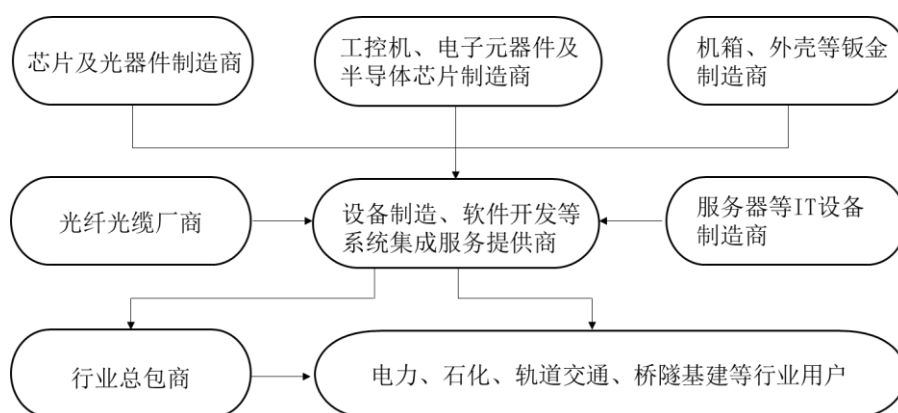 芯片及光器件制造商
工控机、电子元器件及
半导体芯片制造商
机箱、外壳等钣金
制造商
光纤光缆厂商
设备制造、软件开发等
系统集成服务提供商
服务器等IT设备
制造商
行业总包商
电力、石化、轨道交通、桥隧基建等行业用户